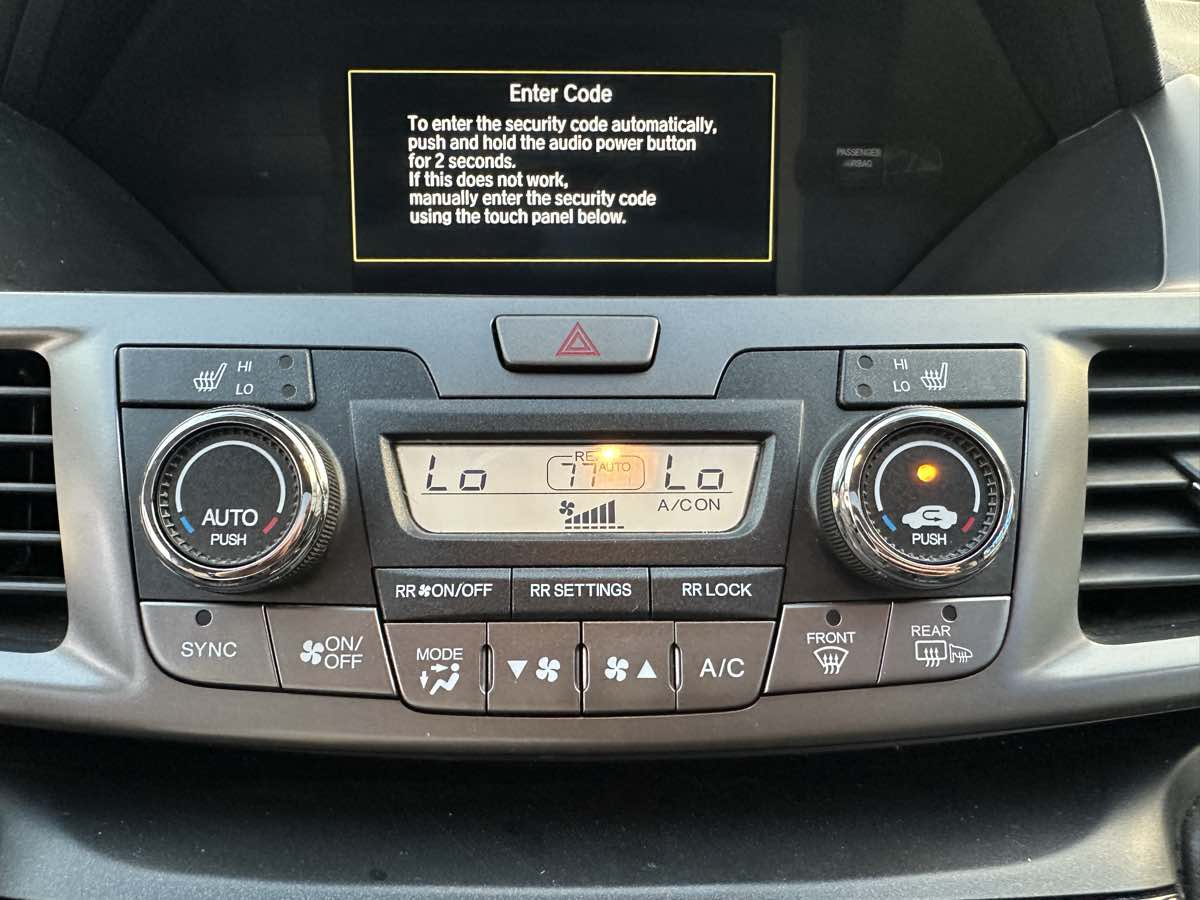 Enter Code
To enter the security code automatically,
push and hold the audio power button
for 2 seconds.
If this does not work,
manually enter the security code
using the touch panel below.
PASSENGER
AIRBAG
HI
LO
HI
LO
Lo
77 AUTO
Lo
A/C ON
AUTO
PUSH
PUSH
RR ON/OFF
RR SETTINGS
RR LOCK
SYNC
ON/
OFF
MODE
A/C
FRONT
REAR